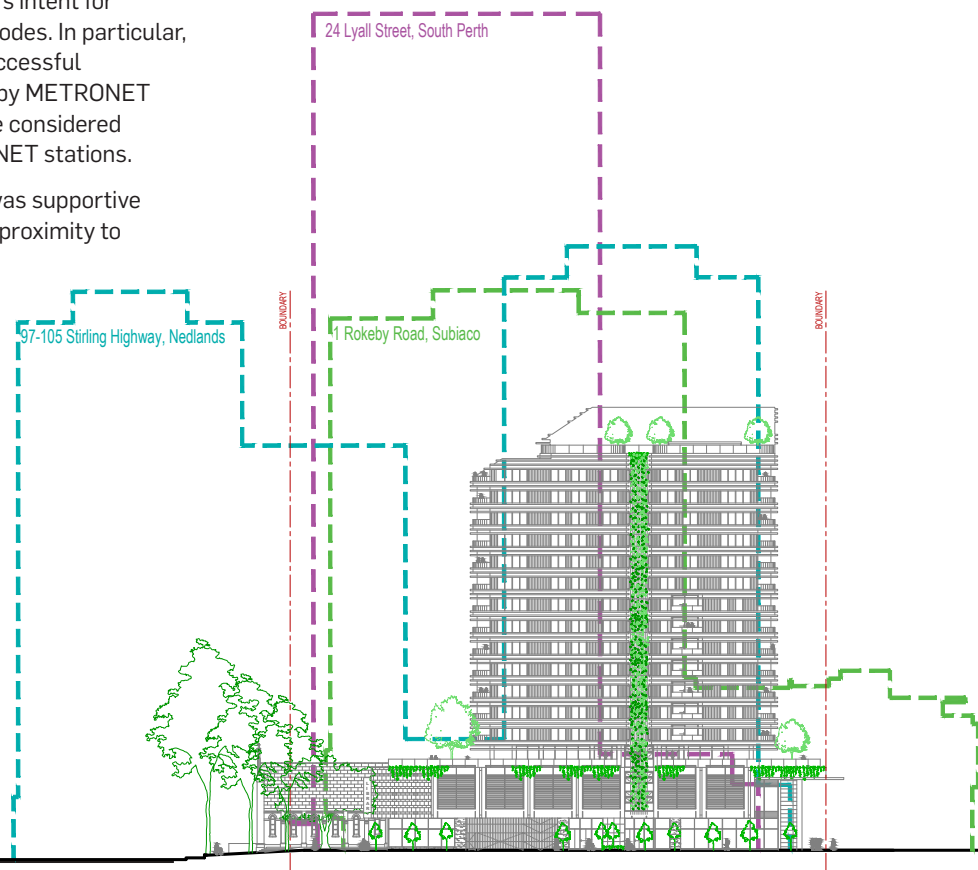 's intent for
odes. In particular,
ccessful
by METRONET
e considered
NET stations.
was supportive
proximity to
24 Lyall Street, South Perth
97-105 Stirling Highway, Nedlands
BOUNDARY
1 Rokeby Road, Subiaco
BOUNDARY